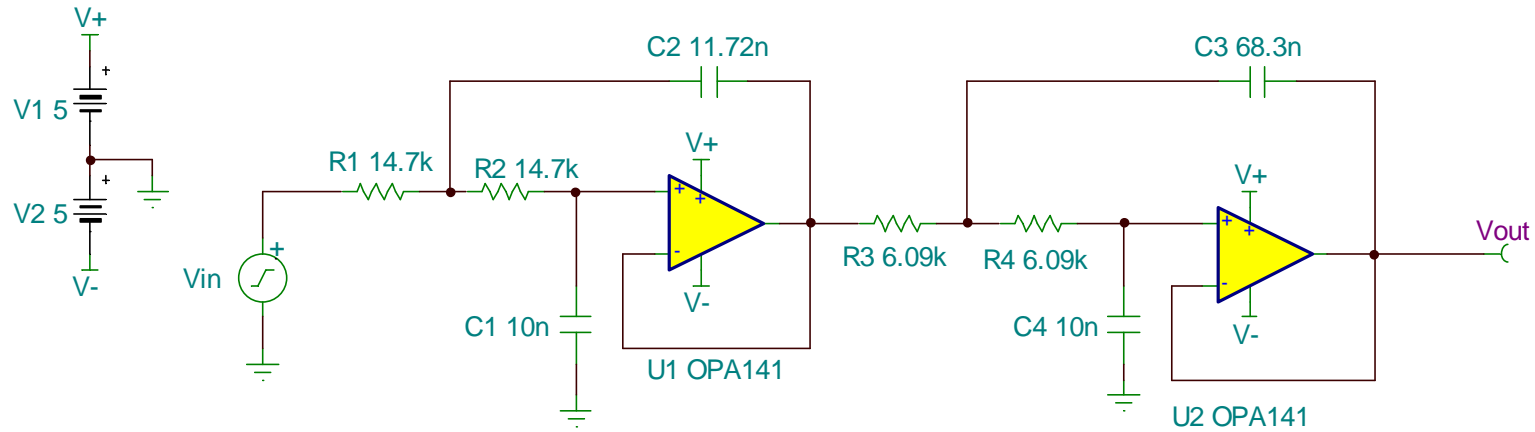 V+
+
V1 5
+
V2 5
V-
Vin
+
R1 14.7k
R2 14.7k
C2 11.72n
C1 10n
V+
+
+
-
V-
U1 OPA141
R3 6.09k
R4 6.09k
C3 68.3n
C4 10n
V+
+
+
-
V-
U2 OPA141
Vout